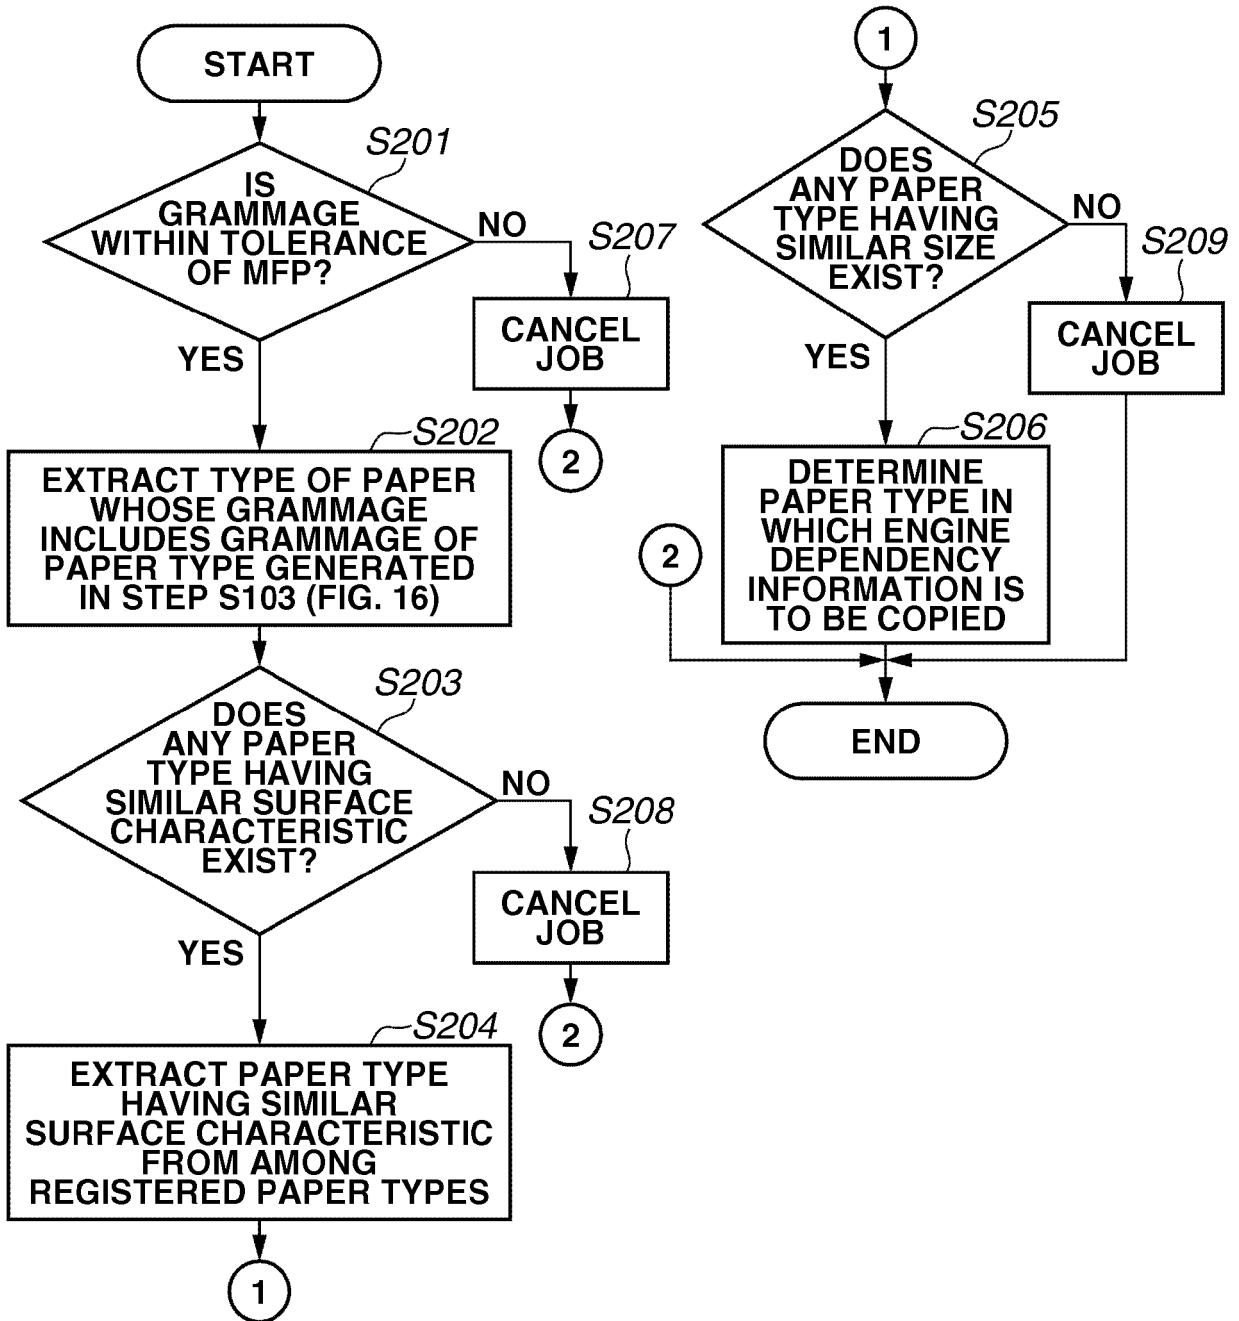 START
S201
IS
GRAMMAGE
WITHIN TOLERANCE
OF MFP?
NO
YES
S207
CANCEL
JOB
2
S202
EXTRACT TYPE OF PAPER
WHOSE GRAMMAGE
INCLUDES GRAMMAGE OF
PAPER TYPE GENERATED
IN STEP S103 (FIG. 16)
S203
DOES
ANY PAPER
TYPE HAVING
SIMILAR SURFACE
CHARACTERISTIC
EXIST?
NO
YES
S208
CANCEL
JOB
2
S204
EXTRACT PAPER TYPE
HAVING SIMILAR
SURFACE CHARACTERISTIC
FROM AMONG
REGISTERED PAPER TYPES
1
1
S205
DOES
ANY PAPER
TYPE HAVING
SIMILAR SIZE
EXIST?
NO
YES
S209
CANCEL
JOB
S206
DETERMINE
PAPER TYPE IN
WHICH ENGINE
DEPENDENCY
INFORMATION IS
TO BE COPIED
2
END